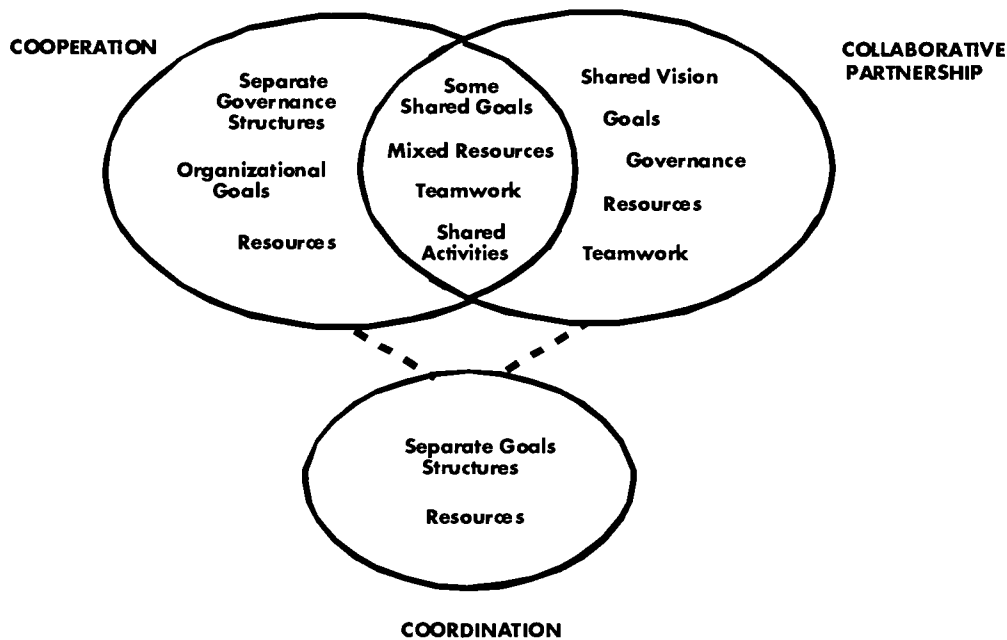 COOPERATION
Separate
Governance
Structures
Organizational
Goals
Resources
Some
Shared Goals
Mixed Resources
Teamwork
Shared
Activities
COLLABORATIVE
PARTNERSHIP
Shared Vision
Goals
Governance
Resources
Teamwork
Separate Goals
Structures
Resources
COORDINATION